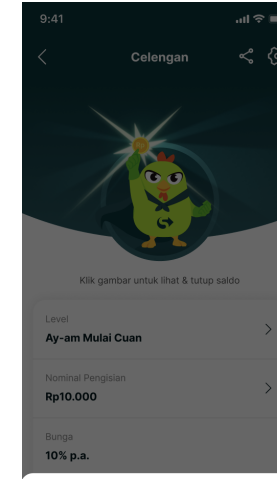 9:41
Celengan
Klik gambar untuk lihat & tutup saldo
Level
Ay-am Mulai Cuan
Nominal Pengisian
Rp10.000
Bunga
10% p.a.